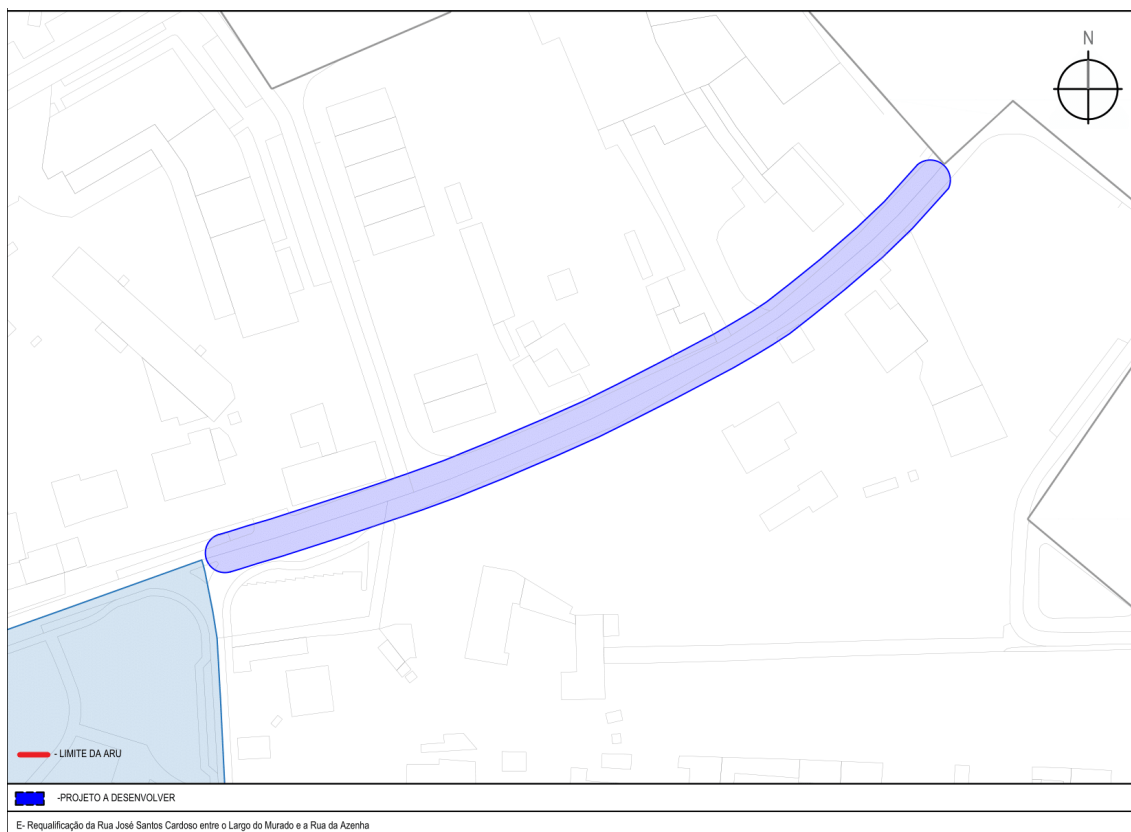 N
- LIMITE DA ARU
-PROJETO A DESENVOLVER
E- Requalificação da Rua José Santos Cardoso entre o Largo do Murado e a Rua da Azenha